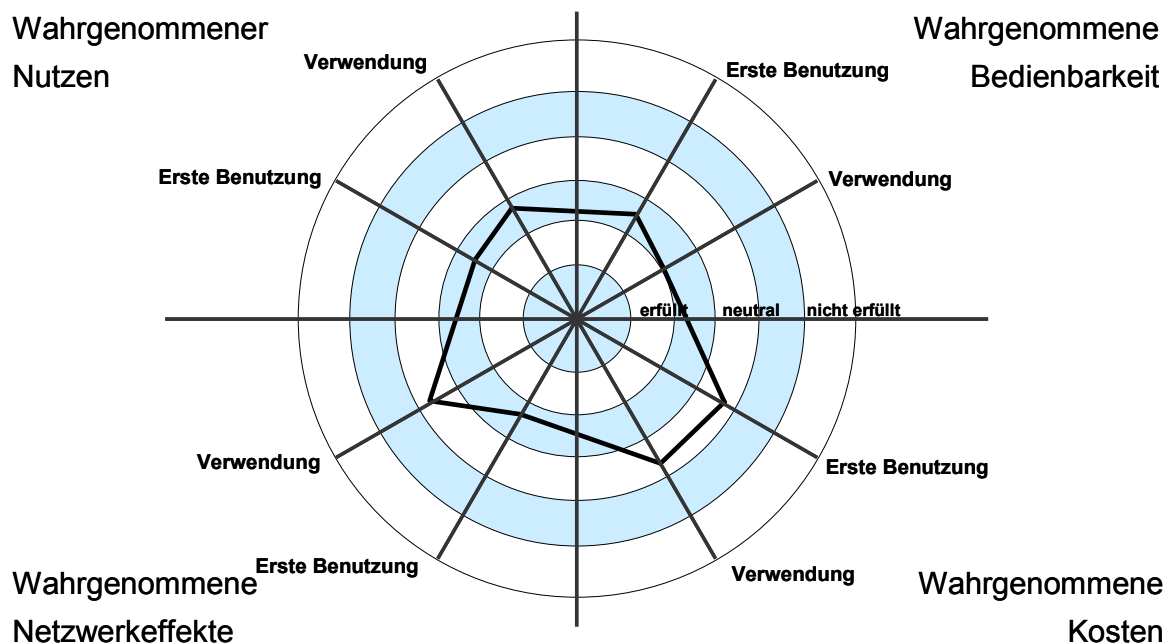 Wahrgenommener
Nutzen
Wahrgenommene
Bedienbarkeit
Verwendung
Erste Benutzung
Erste Benutzung
Verwendung
erfüllt
neutral
nicht erfüllt
Verwendung
Erste Benutzung
Erste Benutzung
Verwendung
Wahrgenommene
Netzwerkeffekte
Wahrgenommene
Kosten